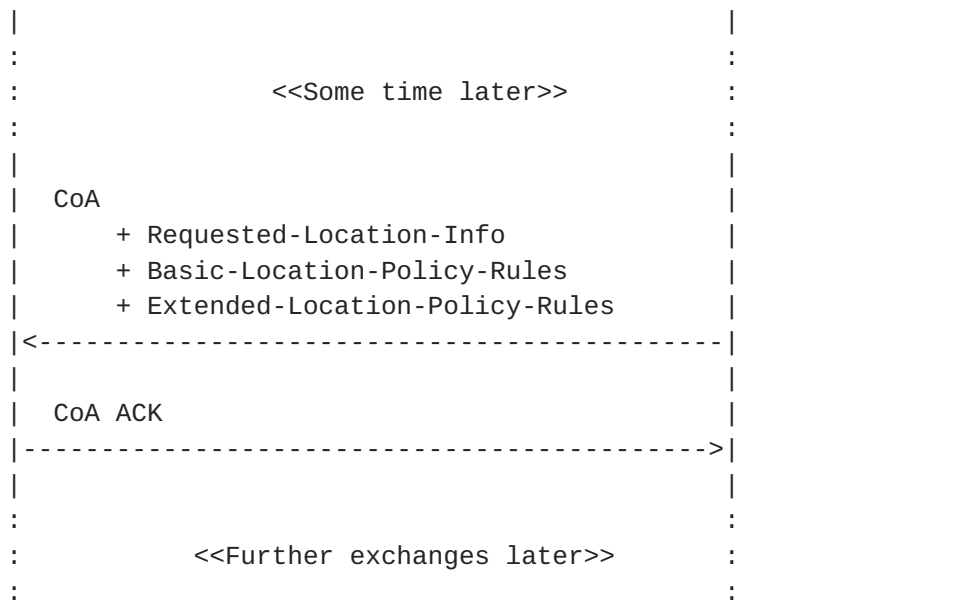 |                                             |
:                                             :
:                <<Some time later>>          :
:                                             :
|                                             |
|  CoA                                        |
|      + Requested-Location-Info              |
|      + Basic-Location-Policy-Rules          |
|      + Extended-Location-Policy-Rules       |
|<--------------------------------------------|
|                                             |
|  CoA ACK                                    |
|-------------------------------------------->|
|                                             |
:                                             :
:           <<Further exchanges later>>       :
:                                             :